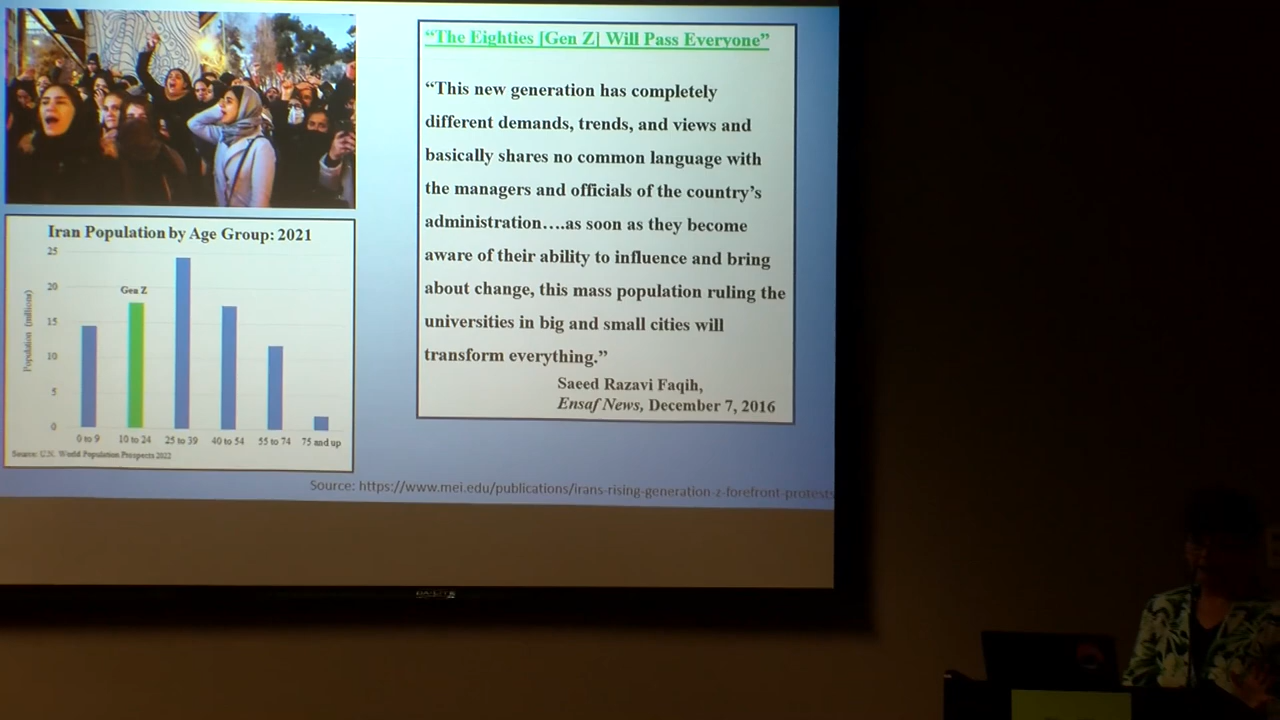 “The Eighties [Gen Z] Will Pass Everyone”
“This new generation has completely
different demands, trends, and views and
basically shares no common language with
the managers and officials of the country’s
administration….as soon as they become
aware of their ability to influence and bring
about change, this mass population ruling the
universities in big and small cities will
transform everything.”
Saeed Razavi Faqih,
Ensaf News, December 7, 2016
Iran Population by Age Group: 2021
Population (millions)
25
20
15
10
5
0
Gen Z
0 to 9 10 to 24 25 to 39 40 to 54 55 to 74 75 and up
Source: U.N. World Population Prospects 2022
Source: https://www.mei.edu/publications/irans-rising-generation-z-forefront-protests